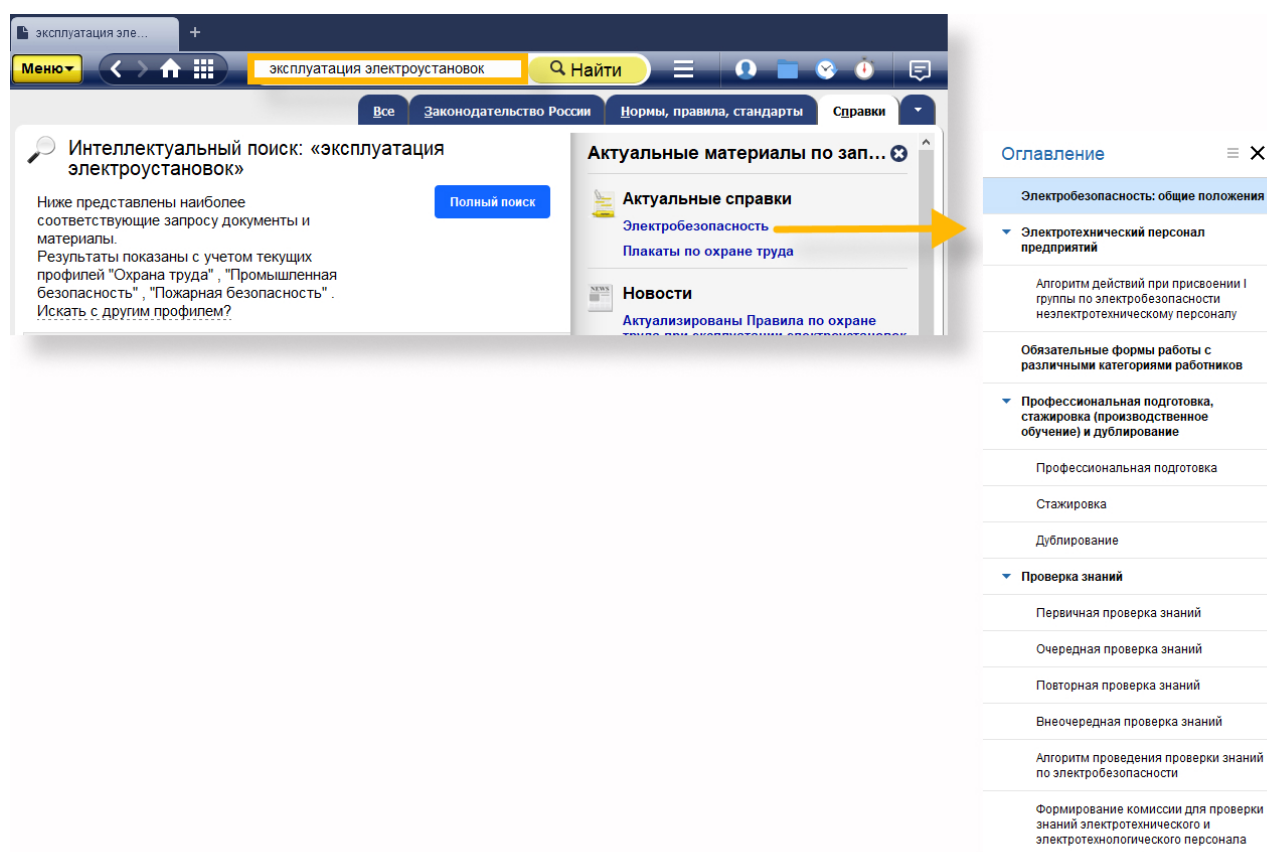 эксплуатация эле...
+
Меню
эксплуатация электроустановок
Найти
Все
Законодательство России
Нормы, правила, стандарты
Справки
Интеллектуальный поиск: «эксплуатация
электроустановок»
Ниже представлены наиболее
соответствующие запросу документы и
материалы.
Результаты показаны с учетом текущих
профилей "Охрана труда" , "Промышленная
безопасность" , "Пожарная безопасность" .
Искать с другим профилем?
Полный поиск
Актуальные материалы по зап...
Актуальные справки
Электробезопасность
Плакаты по охране труда
NEWS
Новости
Актуализированы Правила по охране
труда при эксплуатации электроустановок
Оглавление
Электробезопасность: общие положения
Электротехнический персонал
предприятий
Алгоритм действий при присвоении I
группы по электробезопасности
неэлектротехническому персоналу
Обязательные формы работы с
различными категориями работников
Профессиональная подготовка,
стажировка (производственное
обучение) и дублирование
Профессиональная подготовка
Стажировка
Дублирование
Проверка знаний
Первичная проверка знаний
Очередная проверка знаний
Повторная проверка знаний
Внеочередная проверка знаний
Алгоритм проведения проверки знаний
по электробезопасности
Формирование комиссии для проверки
знаний электротехнического и
электротехнологического персонала